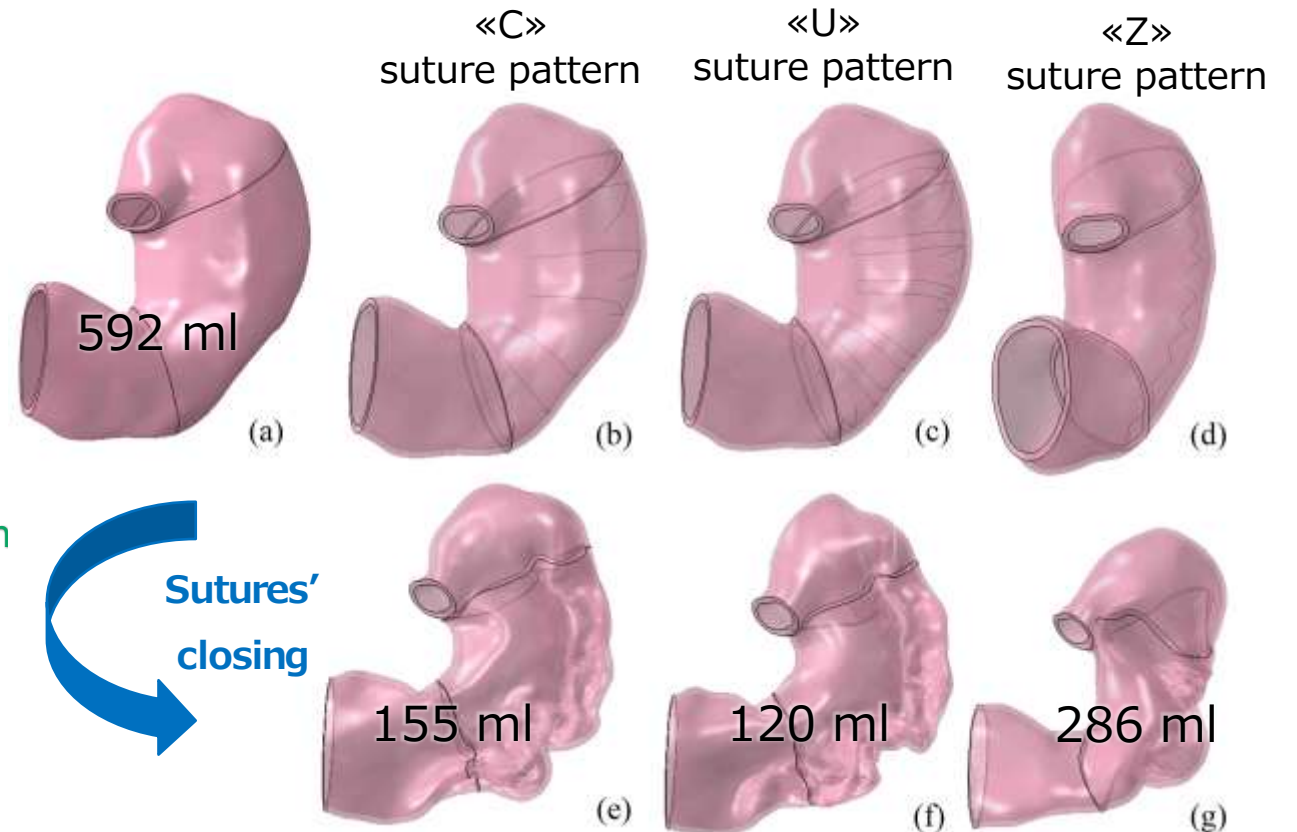 «C»
suture pattern
«U»
suture pattern
«Z»
suture pattern
592 ml
(a)
(b)
(c)
(d)
Sutures’
closing
155 ml
120 ml
286 ml
(e)
(f)
(g)